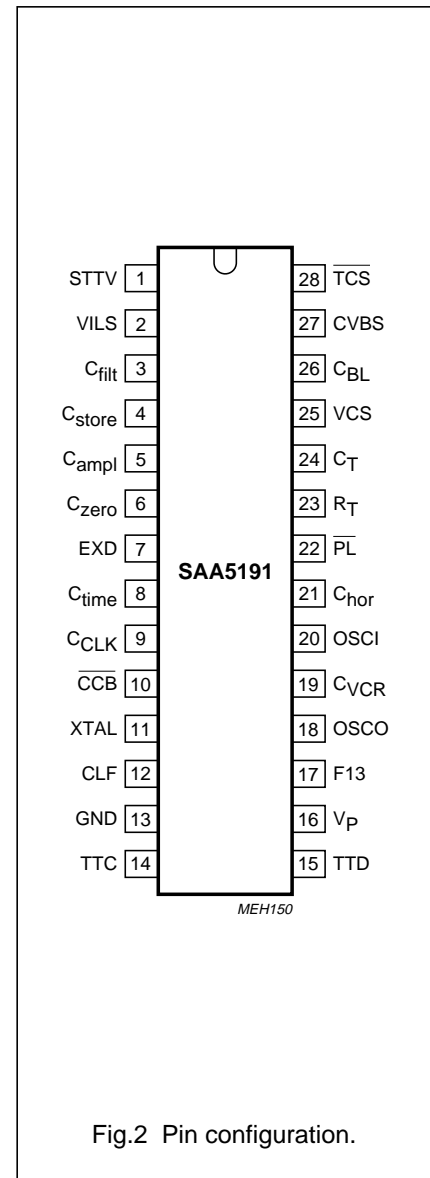 STTV 1
VILS 2
Cfilt 3
Cstore 4
Campl 5
Czero 6
EXD 7
Ctime 8
CCLK 9
C̅C̅B̅ 10
XTAL 11
CLF 12
GND 13
TTC 14
SAA5191
28 T̅C̅S̅
27 CVBS
26 CBL
25 VCS
24 CT
23 RT
22 P̅L̅
21 Chor
20 OSCI
19 CVCR
18 OSCO
17 F13
16 VP
15 TTD
MEH150
Fig.2 Pin configuration.